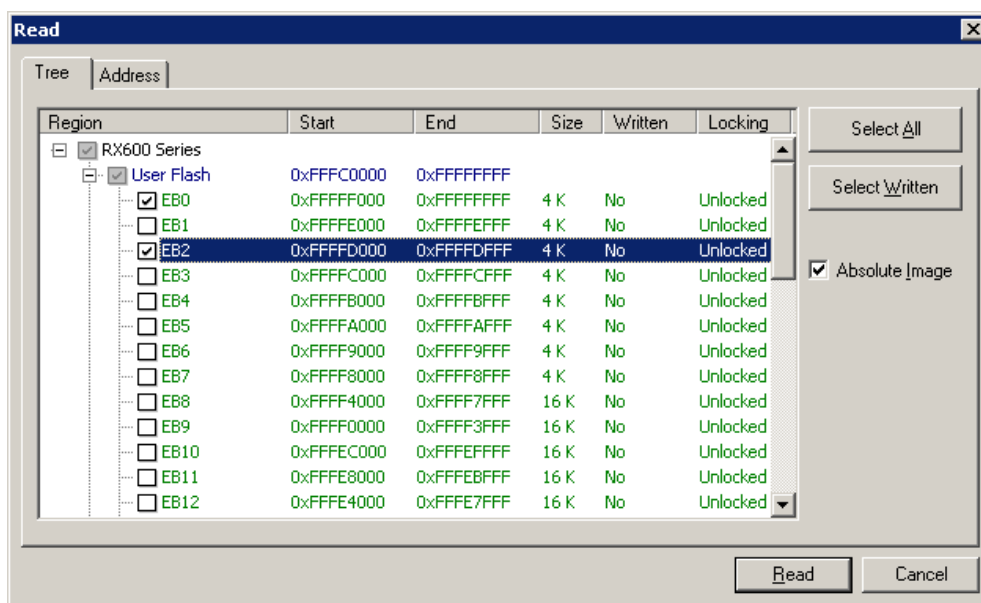 Read
Tree Address
Region Start End Size Written Locking
RX600 Series
User Flash 0xFFFC0000 0xFFFFFFFF
EB0 0xFFFFF000 0xFFFFFFFF 4 K No Unlocked
EB1 0xFFFFE000 0xFFFFEFFF 4 K No Unlocked
EB2 0xFFFFD000 0xFFFFDFFF 4 K No Unlocked
EB3 0xFFFFC000 0xFFFFCFFF 4 K No Unlocked
EB4 0xFFFFB000 0xFFFFBFFF 4 K No Unlocked
EB5 0xFFFFA000 0xFFFFAFFF 4 K No Unlocked
EB6 0xFFFF9000 0xFFFF9FFF 4 K No Unlocked
EB7 0xFFFF8000 0xFFFF8FFF 4 K No Unlocked
EB8 0xFFFF4000 0xFFFF7FFF 16 K No Unlocked
EB9 0xFFFF0000 0xFFFF3FFF 16 K No Unlocked
EB10 0xFFFEC000 0xFFFEFFFF 16 K No Unlocked
EB11 0xFFFE8000 0xFFFEBFFF 16 K No Unlocked
EB12 0xFFFE4000 0xFFFE7FFF 16 K No Unlocked
Select All
Select Written
Absolute Image
Read Cancel